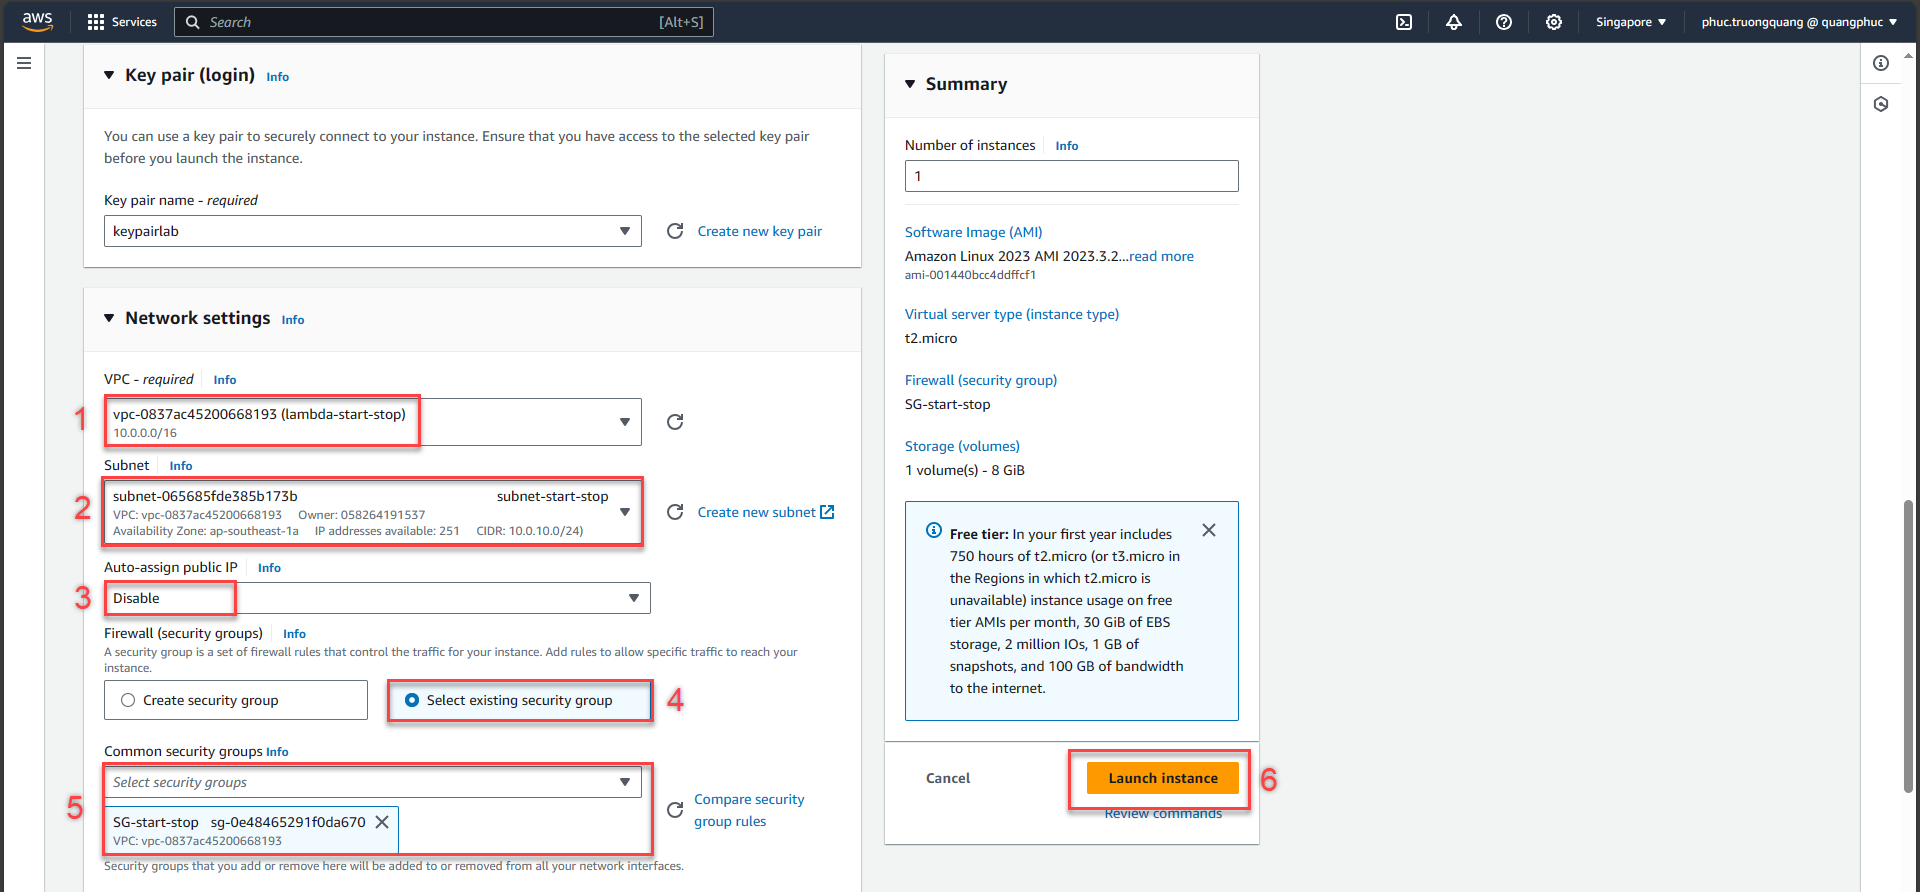 aws
Services
Search
[Alt+S]
Singapore
phuc.truongquang @ quangphuc
Key pair (login) Info
You can use a key pair to securely connect to your instance. Ensure that you have access to the selected key pair
before you launch the instance.
Key pair name - required
keypairlab
Create new key pair
Network settings Info
VPC - required Info
1
vpc-0837ac45200668193 (lambda-start-stop)
10.0.0.0/16
Subnet Info
2
subnet-065685fde385b173b subnet-start-stop
VPC: vpc-0837ac45200668193 Owner: 058264191537
Availability Zone: ap-southeast-1a IP addresses available: 251 CIDR: 10.0.10.0/24)
Create new subnet
Auto-assign public IP Info
3
Disable
Firewall (security groups) Info
A security group is a set of firewall rules that control the traffic for your instance. Add rules to allow specific traffic to reach your
instance.
Create security group
Select existing security group
4
Common security groups Info
5
Select security groups
SG-start-stop sg-0e48465291f0da670
VPC: vpc-0837ac45200668193
Compare security
group rules
Security groups that you add or remove here will be added to or removed from all your network interfaces.
Summary
Number of instances Info
1
Software Image (AMI)
Amazon Linux 2023 AMI 2023.3.2...read more
ami-001440bcc4ddffcf1
Virtual server type (instance type)
t2.micro
Firewall (security group)
SG-start-stop
Storage (volumes)
1 volume(s) - 8 GiB
Free tier: In your first year includes
750 hours of t2.micro (or t3.micro in
the Regions in which t2.micro is
unavailable) instance usage on free
tier AMIs per month, 30 GiB of EBS
storage, 2 million IOs, 1 GB of
snapshots, and 100 GB of bandwidth
to the internet.
Cancel
Launch instance
6
Review commands